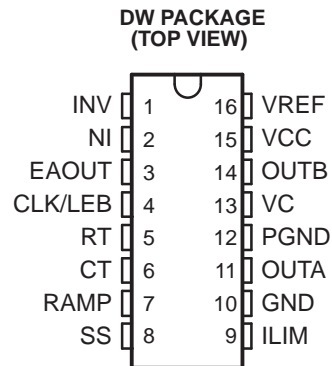 DW PACKAGE
(TOP VIEW)
INV 1 16 VREF
NI 2 15 VCC
EAOUT 3 14 OUTB
CLK/LEB 4 13 VC
RT 5 12 PGND
CT 6 11 OUTA
RAMP 7 10 GND
SS 8 9 ILIM